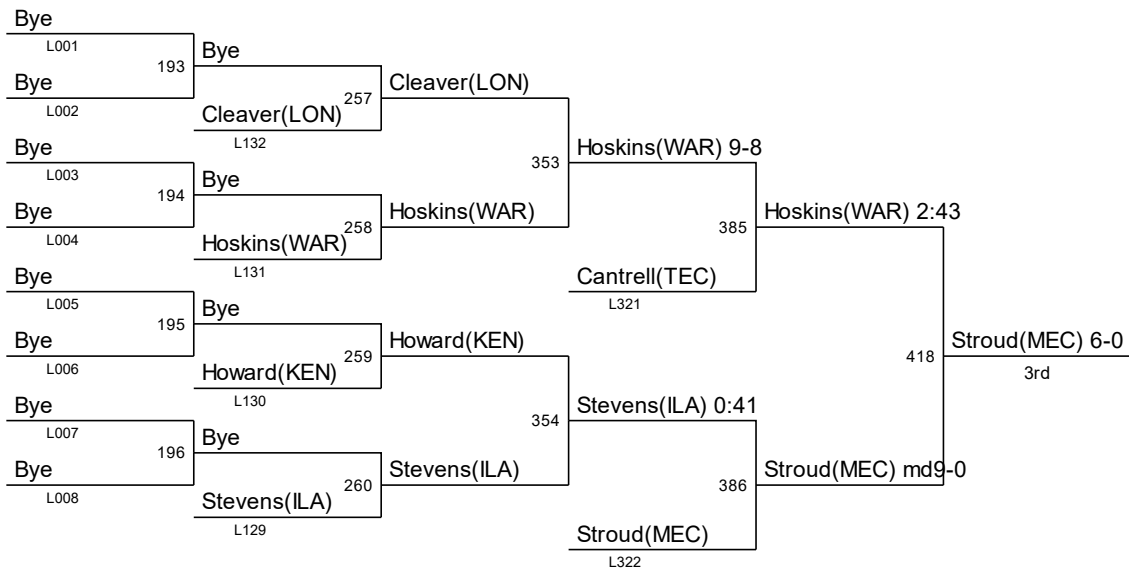 Bye
L001
193
Bye
Bye
L002
257
Cleaver(LON)
Cleaver(LON)
L132
353
Hoskins(WAR) 9-8
Bye
L003
194
Bye
Bye
L004
258
Hoskins(WAR)
Hoskins(WAR)
L131
385
Hoskins(WAR) 2:43
Cantrell(TEC)
L321
Bye
L005
195
Bye
Bye
L006
259
Howard(KEN)
Howard(KEN)
L130
418
Stroud(MEC) 6-0
3rd
354
Stevens(ILA) 0:41
Bye
L007
196
Bye
Bye
L008
260
Stevens(ILA)
Stevens(ILA)
L129
386
Stroud(MEC) md9-0
Stroud(MEC)
L322